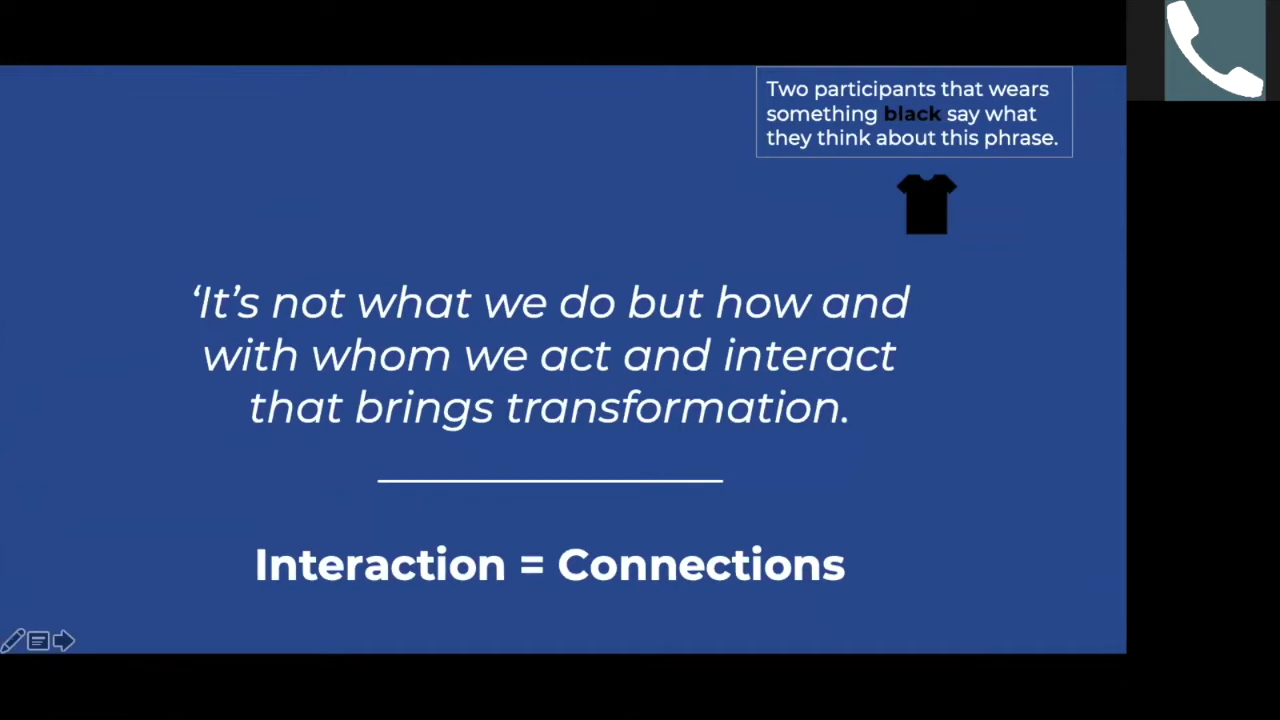 Two participants that wears
something black say what
they think about this phrase.
‘It’s not what we do but how and
with whom we act and interact
that brings transformation.
Interaction = Connections